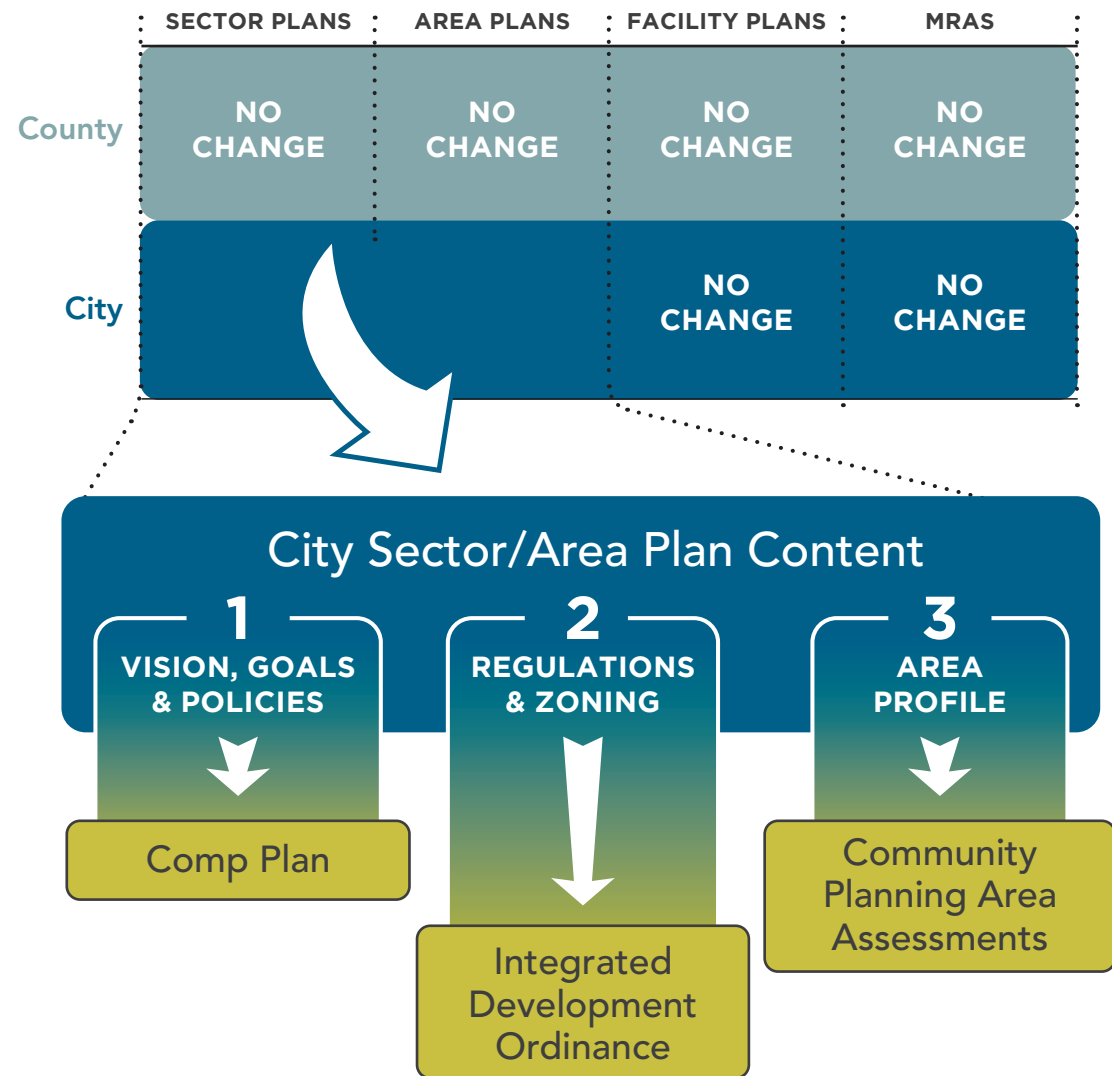 SECTOR PLANS AREA PLANS FACILITY PLANS MRAS
County
NO NO NO NO
CHANGE CHANGE CHANGE CHANGE
City
NO NO
CHANGE CHANGE
City Sector/Area Plan Content
1
VISION, GOALS
& POLICIES
2
REGULATIONS
& ZONING
3
AREA
PROFILE
Comp Plan
Integrated
Development
Ordinance
Community
Planning Area
Assessments